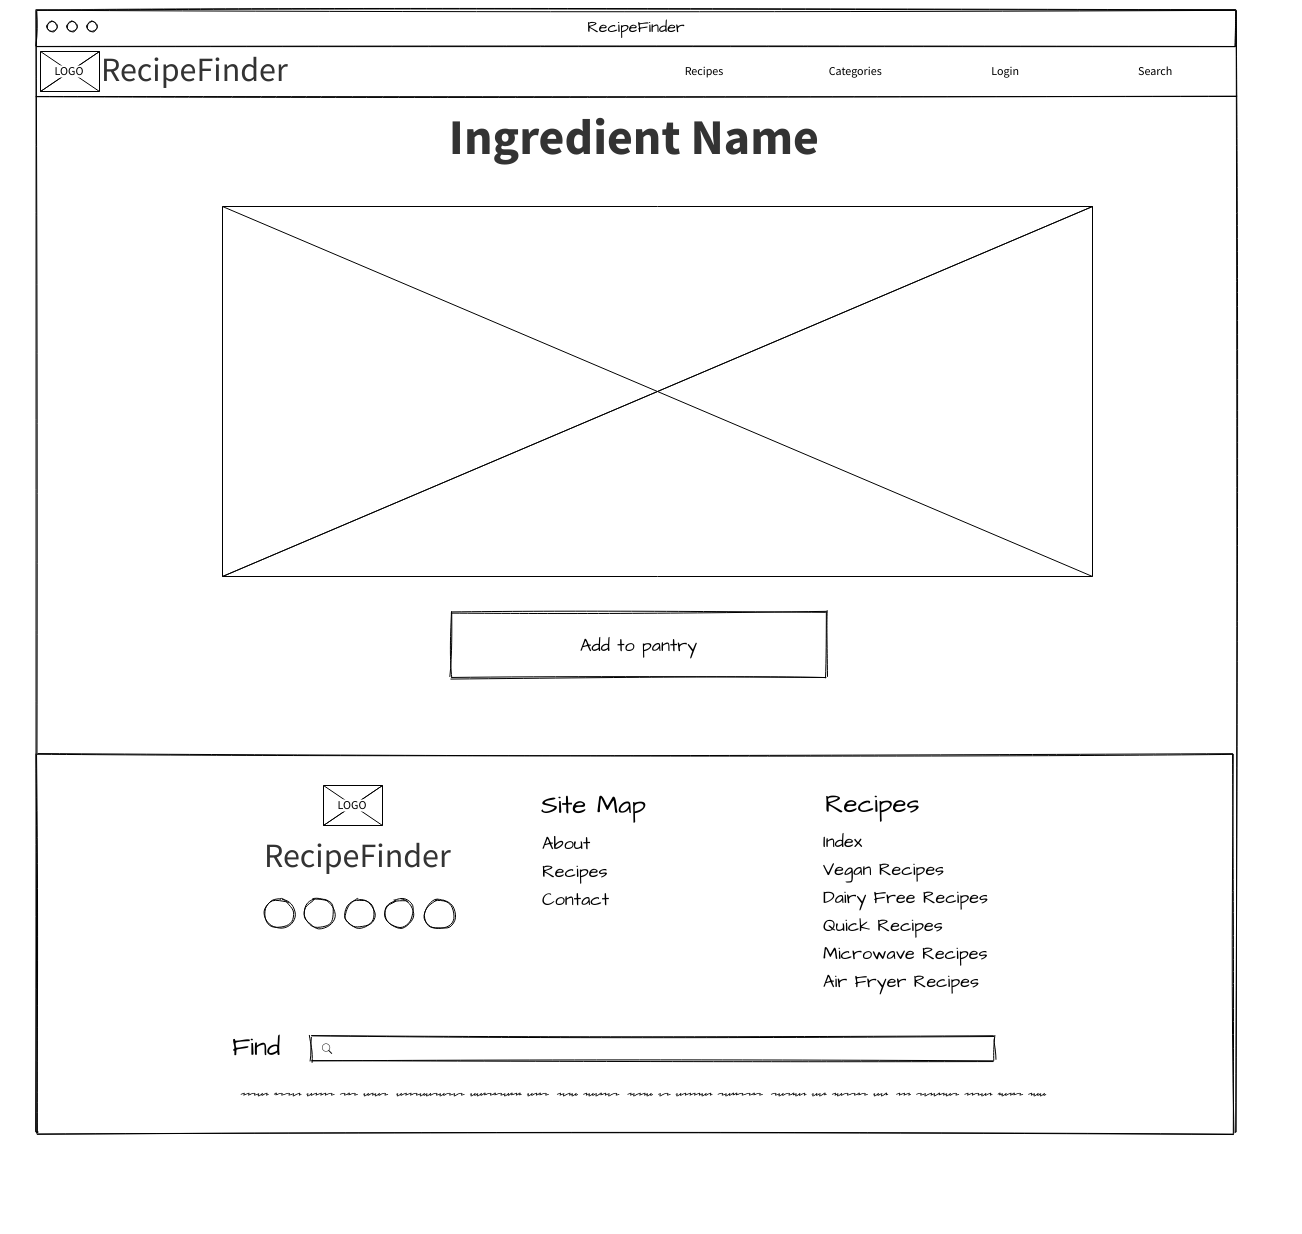 RecipeFinder
LOGO RecipeFinder Recipes Categories Login Search
Ingredient Name
Add to pantry
LOGO
RecipeFinder
Site Map
About
Recipes
Contact
Recipes
Index
Vegan Recipes
Dairy Free Recipes
Quick Recipes
Microwave Recipes
Air Fryer Recipes
Find